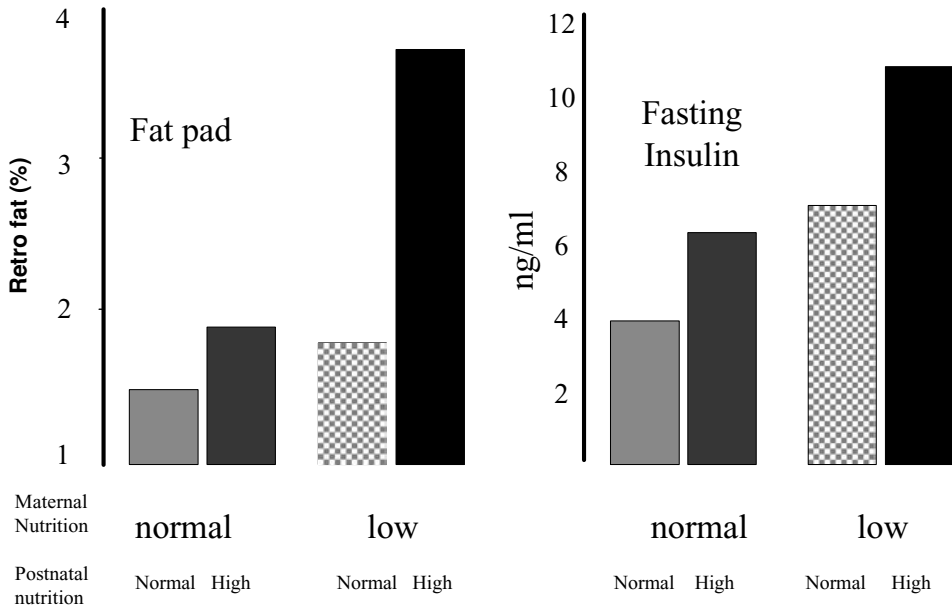 4
3
2
1
Retro fat (%)
Fat pad
12
10
8
6
4
2
ng/ml
Fasting
Insulin
Maternal
Nutrition
normal
low
normal
low
Postnatal
nutrition
Normal
High
Normal
High
Normal
High
Normal
High